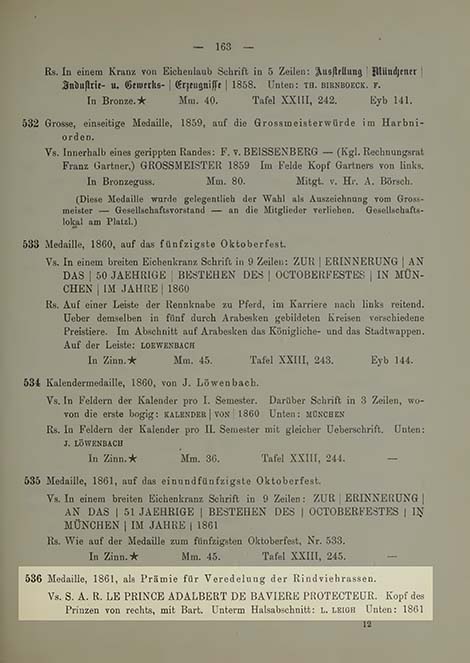 — 163 —
Rs. In einem Kranz von Eichenlaub Schrift in 5 Zeilen: Ausstellung | Münchener |
Industrie- u. Gewerks- | Erzeugnisse | 1858. Unten: TH. BIRNBOECK. F.
In Bronze.★ Mm. 40. Tafel XXIII, 242. Eyb 141.
532 Grosse, einseitige Medaille, 1859, auf die Grossmeisterwürde im Harbni-
orden.
Vs. Innerhalb eines gerippten Randes: F. v. BEISSENBERG — (Kgl. Rechnungsrat
Franz Gartner,) GROSSMEISTER 1859 Im Felde Kopf Gartners von links.
In Bronzeguss. Mm. 80. Mitgt. v. Hr. A. Börsch.
(Diese Medaille wurde gelegentlich der Wahl als Auszeichnung vom Gross-
meister — Gesellschaftsvorstand — an die Mitglieder verliehen. Gesellschafts-
lokal am Platzl.)
533 Medaille, 1860, auf das fünfzigste Oktoberfest.
Vs. In einem breiten Eichenkranz Schrift in 9 Zeilen: ZUR | ERINNERUNG | AN
DAS | 50 JAEHRIGE | BESTEHEN DES | OCTOBERFESTES | IN MÜN-
CHEN | IM JAHRE | 1860
Rs. Auf einer Leiste der Rennknabe zu Pferd, im Karriere nach links reitend.
Ueber demselben in fünf durch Arabesken gebildeten Kreisen verschiedene
Preistiere. Im Abschnitt auf Arabesken das Königliche- und das Stadtwappen.
Auf der Leiste: LOEWENBACH
In Zinn.★ Mm. 45. Tafel XXIII, 243. Eyb 144.
534 Kalendermedaille, 1860, von J. Löwenbach.
Vs. In Feldern der Kalender pro I. Semester. Darüber Schrift in 3 Zeilen, wo-
von die erste bogig: KALENDER | VON | 1860 Unten: MÜNCHEN
Rs. In Feldern der Kalender pro II. Semester mit gleicher Ueberschrift. Unten:
J. LÖWENBACH
In Zinn.★ Mm. 36. Tafel XXIII, 244. —
535 Medaille, 1861, auf das einundfünfzigste Oktoberfest.
Vs. In einem breiten Eichenkranz Schrift in 9 Zeilen: ZUR | ERINNERUNG |
AN DAS | 51 JAEHRIGE | BESTEHEN DES | OCTOBERFESTES | IN
MÜNCHEN | IM JAHRE | 1861
Rs. Wie auf der Medaille zum fünfzigsten Oktoberfest, Nr. 533.
In Zinn.★ Mm. 45. Tafel XXIII, 245. —
536 Medaille, 1861, als Prämie für Veredelung der Rindviehrassen.
Vs. S. A. R. LE PRINCE ADALBERT DE BAVIERE PROTECTEUR. Kopf des
Prinzen von rechts, mit Bart. Unterm Halsabschnitt: L. LEIGH Unten: 1861
12